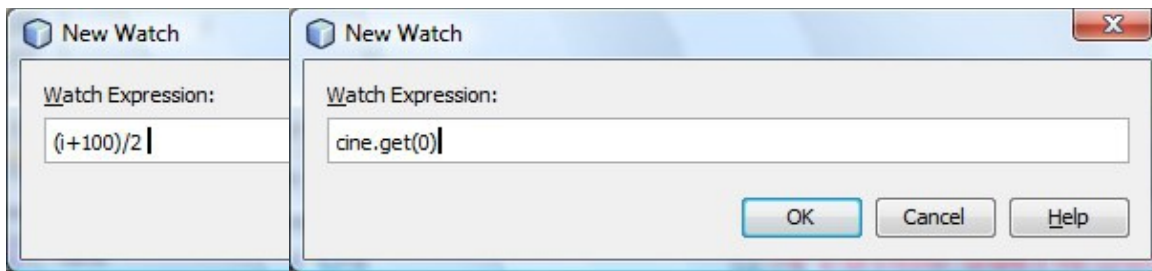 New Watch
Watch Expression:
(i+100)/2
New Watch
Watch Expression:
cine.get(0)
OK Cancel Help